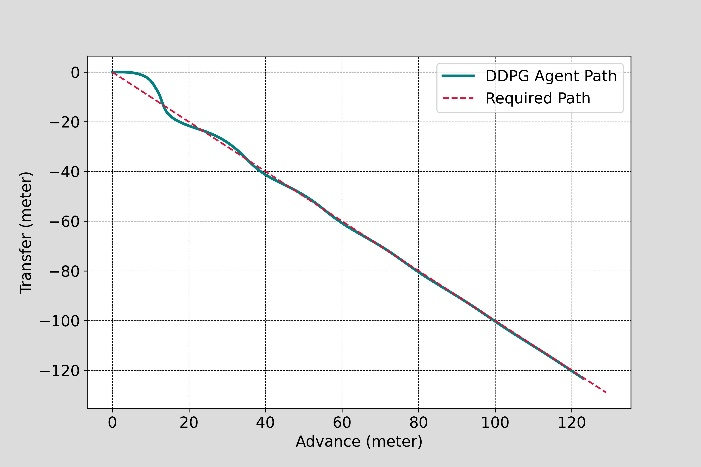 DDPG Agent Path
Required Path
0
−20
−40
−60
−80
−100
−120
Transfer (meter)
0 20 40 60 80 100 120
Advance (meter)